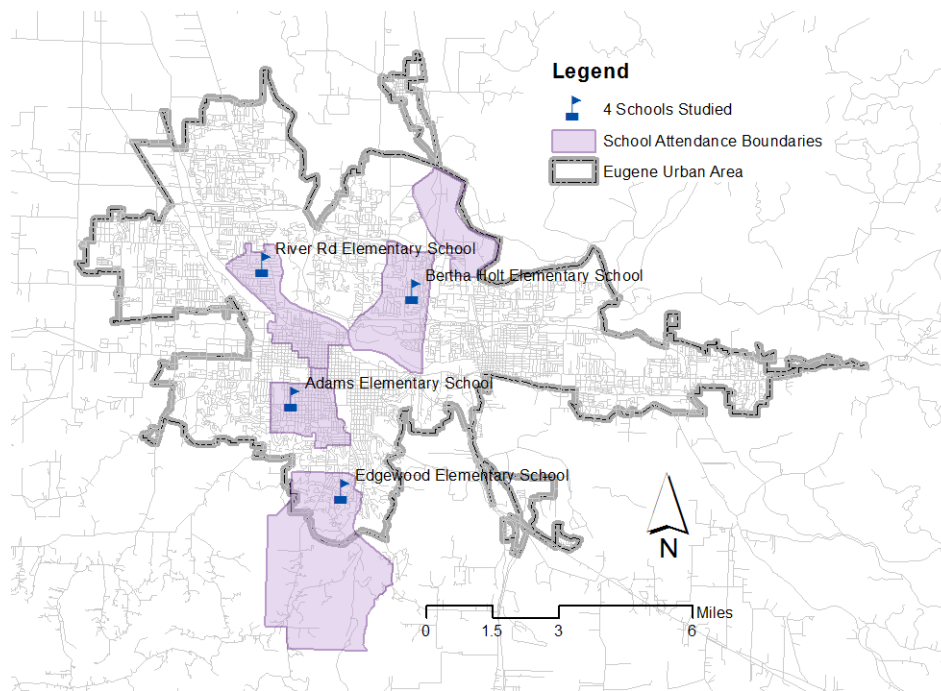 Legend
4 Schools Studied
School Attendance Boundaries
Eugene Urban Area
River Rd Elementary School
Bertha Holt Elementary School
Adams Elementary School
Edgewood Elementary School
N
Miles
0 1.5 3 6